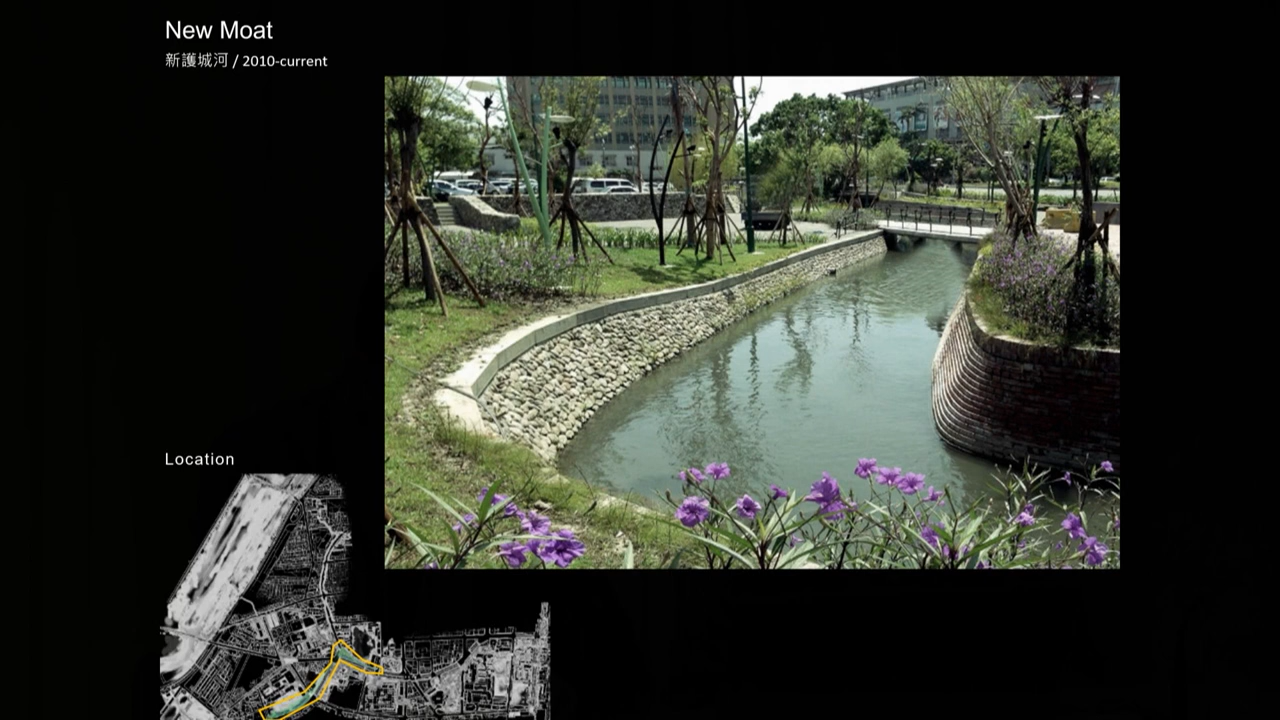 New Moat
新護城河 / 2010-current
Location